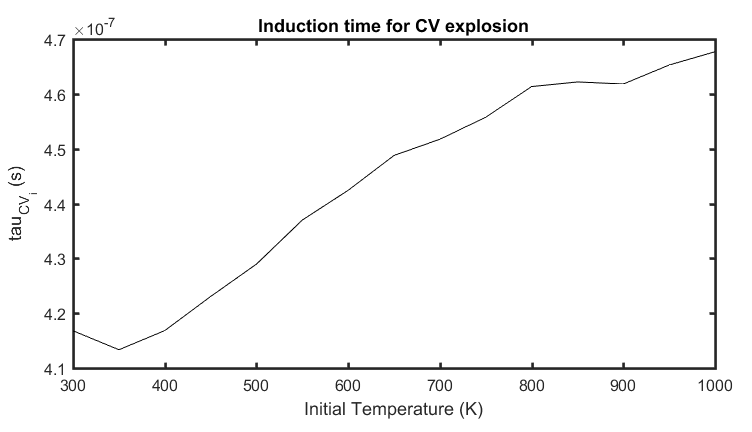 Induction time for CV explosion
×10⁻⁷
4.7
4.6
4.5
4.4
4.3
4.2
4.1
tau_CV_i (s)
300 400 500 600 700 800 900 1000
Initial Temperature (K)